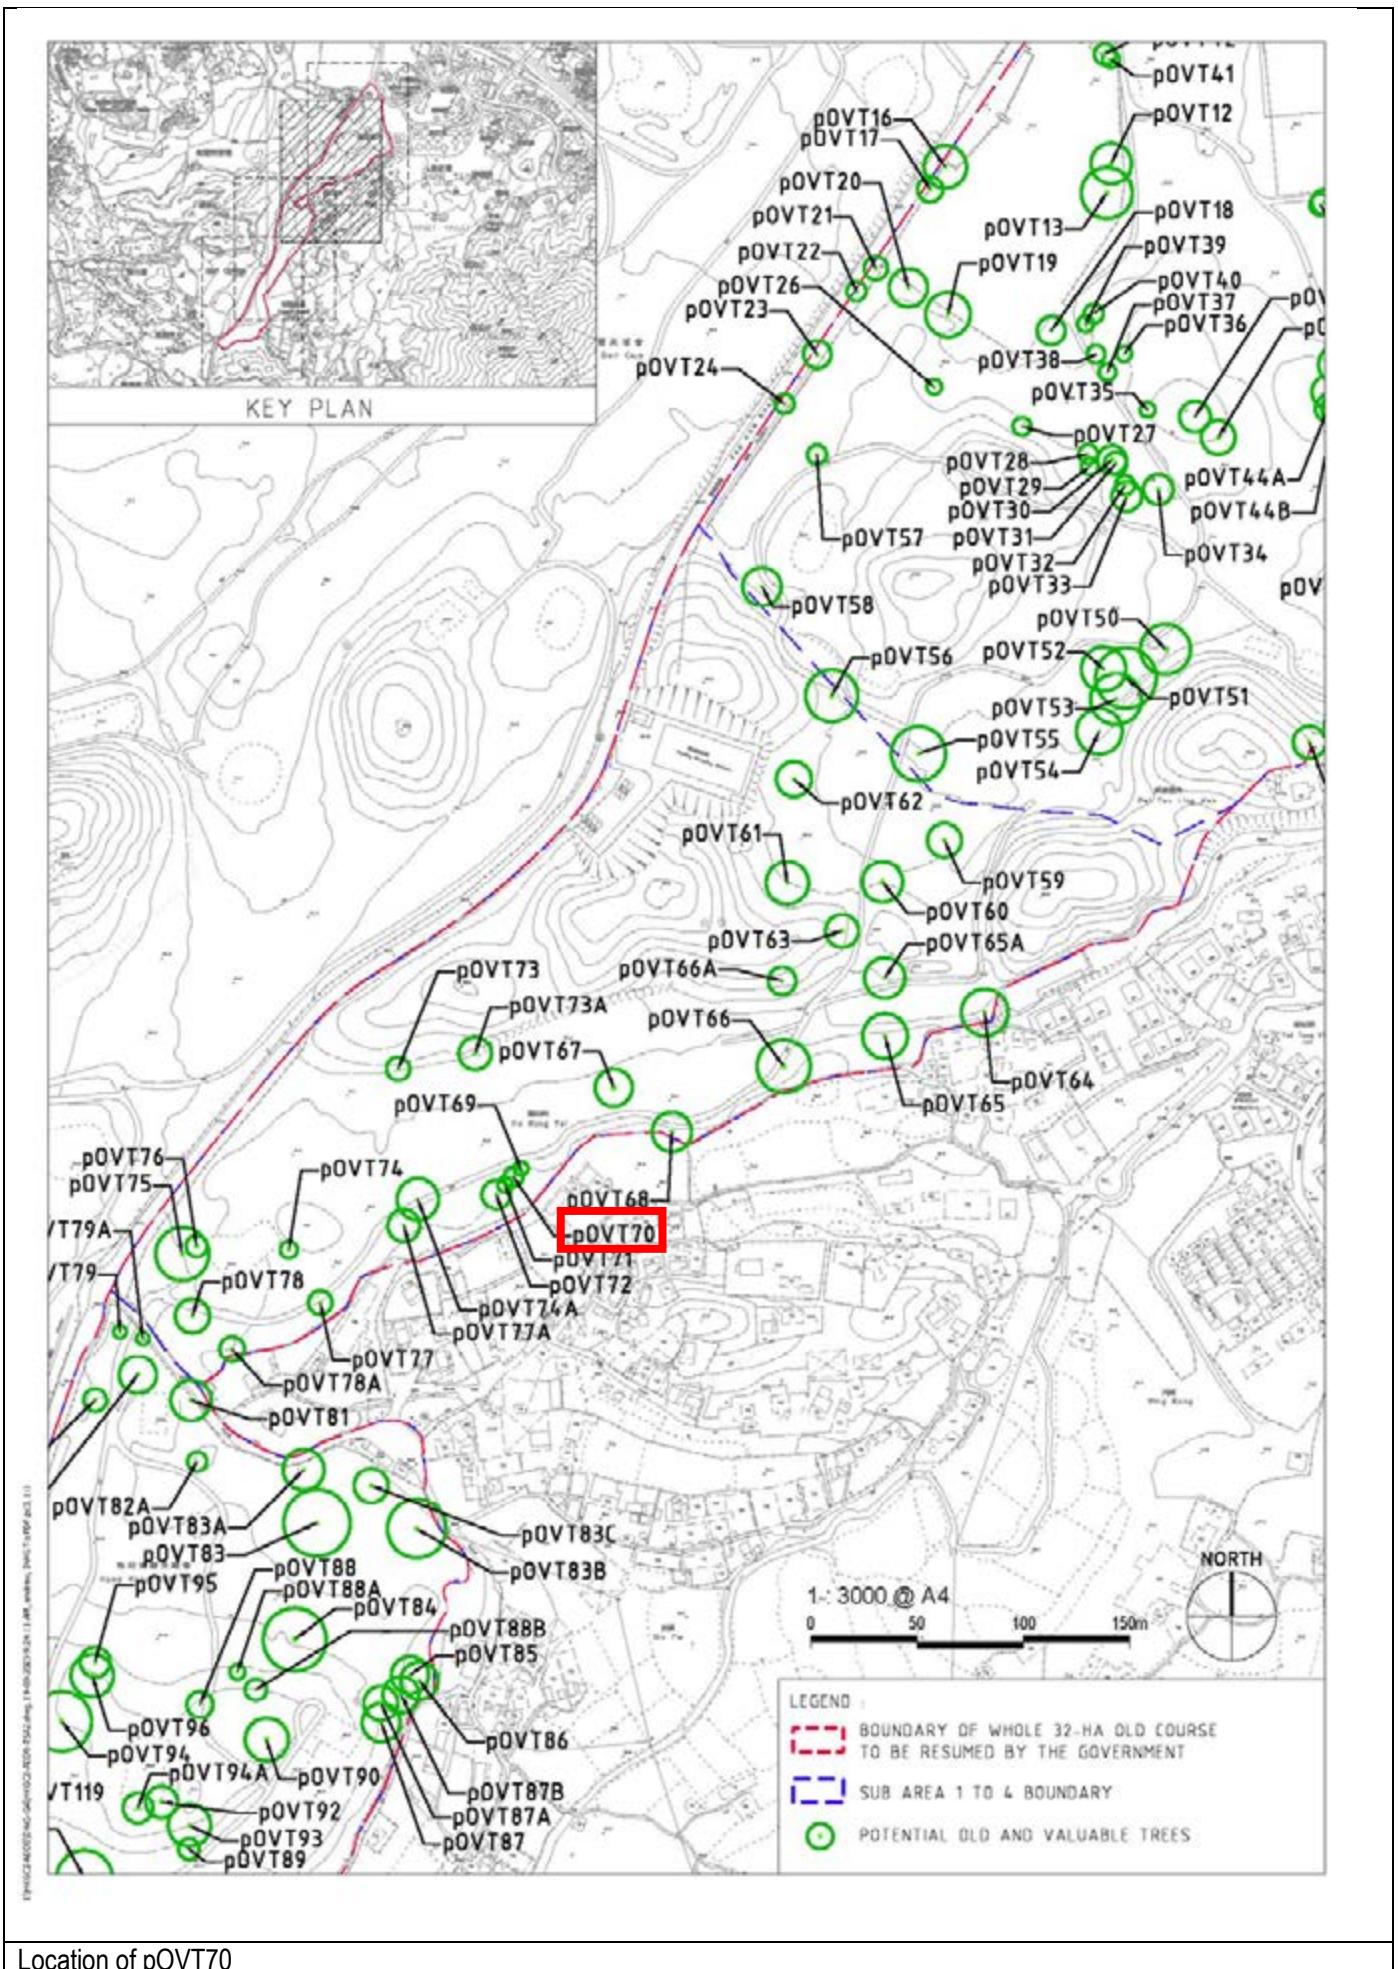 KEY PLAN
pOVT41
pOVT16
pOVT12
pOVT17
pOVT20
pOVT18
pOVT21
pOVT13
pOVT39
pOVT22
pOVT19
pOVT40
pOVT26
pOVT37
pOVT23
pOVT36
pOVT38
pOVT24
pOVT35
pOVT27
pOVT28
pOVT44A
pOVT29
pOVT30
pOVT44B
pOVT57
pOVT31
pOVT34
pOVT32
pOVT33
pOV
pOVT58
pOVT50
pOVT52
pOVT56
pOVT51
pOVT53
pOVT55
pOVT54
pOVT62
pOVT61
pOVT59
pOVT60
pOVT63
pOVT65A
pOVT73
pOVT66A
pOVT73A
pOVT66
pOVT67
pOVT64
pOVT69
pOVT65
pOVT76
pOVT74
pOVT75
pOVT68
VT79A
pOVT70
pOVT71
VT79
pOVT78
pOVT72
pOVT74A
pOVT77A
pOVT77
pOVT78A
pOVT81
pOVT82A
pOVT83A
pOVT83C
pOVT83
pOVT83B
pOVT88
pOVT95
pOVT88A
pOVT84
pOVT88B
pOVT85
pOVT96
pOVT86
pOVT94
pOVT94A
pOVT90
VT119
pOVT87B
pOVT92
pOVT87A
pOVT93
pOVT87
pOVT89
NORTH
1-: 3000 @ A4
0 50 100 150m
LEGEND :
BOUNDARY OF WHOLE 32-HA OLD COURSE
TO BE RESUMED BY THE GOVERNMENT
SUB AREA 1 TO 4 BOUNDARY
POTENTIAL OLD AND VALUABLE TREES
Location of pOVT70